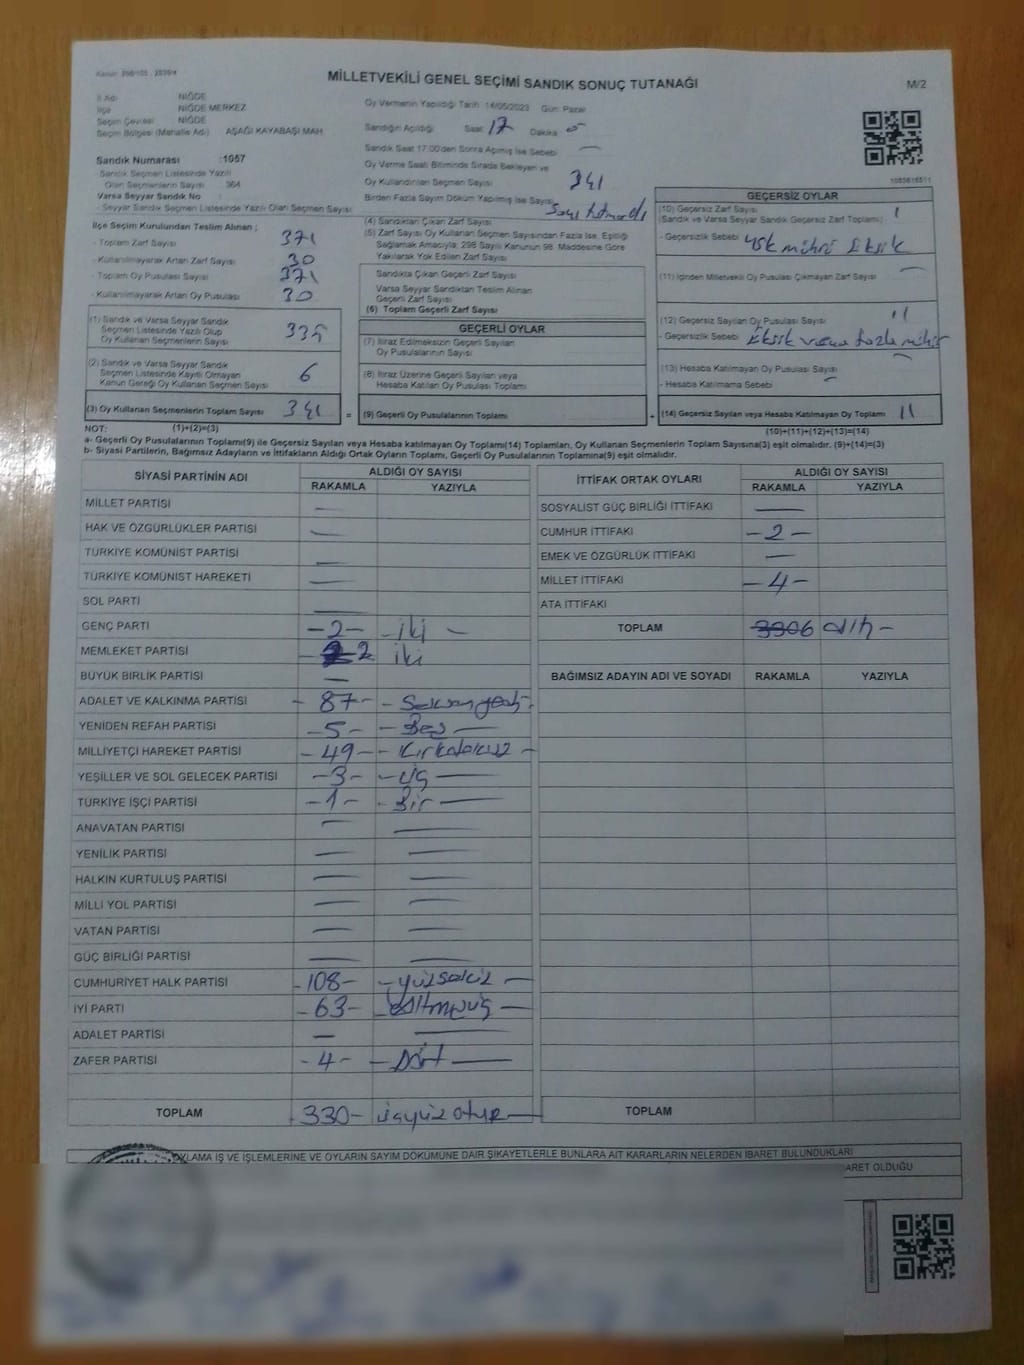 MİLLETVEKİLİ GENEL SEÇİMİ SANDIK SONUÇ TUTANAĞI
M/2
İl Adı NİĞDE
İlçe NİĞDE MERKEZ
Seçim Çevresi NİĞDE
Seçim Bölgesi (Mahalle Adı) AŞAĞI KAYABAŞI MAH
Sandık Numarası :1057
Sandık Seçmen Listesinde Yazılı
Olan Seçmenlerin Sayısı 364
Varsa Seyyar Sandık No :
- Seyyar Sandık Seçmen Listesinde Yazılı Olan Seçmen Sayısı
İlçe Seçim Kurulundan Teslim Alınan ;
- Toplam Zarf Sayısı 371
- Kullanılmayarak Artan Zarf Sayısı 30
- Toplam Oy Pusulası Sayısı 371
- Kullanılmayarak Artan Oy Pusulası 30
(1) Sandık ve Varsa Seyyar Sandık
Seçmen Listesinde Yazılı Olup
Oy Kullanan Seçmenlerin Sayısı 335
(2) Sandık ve Varsa Seyyar Sandık
Seçmen Listesinde Kayıtlı Olmayan
Kanun Gereği Oy Kullanan Seçmen Sayısı 6
(3) Oy Kullanan Seçmenlerin Toplam Sayısı 341 =
(1)+(2)=(3)
Oy Vermenin Yapıldığı Tarih 14/05/2023 Gün: Pazar
Sandığın Açıldığı Saat 17 Dakika
Sandık Saat 17:00'den Sonra Açılmış İse Sebebi —
Oy Verme Saati Bitiminde Sırada Bekleyen ve
Oy Kullandırılan Seçmen Sayısı 341
Birden Fazla Sayım Döküm Yapılmış İse Sayısı
(4) Sandıktan Çıkan Zarf Sayısı
(5) Zarf Sayısı Oy Kullanan Seçmen Sayısından Fazla İse, Eşitliği
Sağlamak Amacıyla; 298 Sayılı Kanunun 98. Maddesine Göre
Yakılarak Yok Edilen Zarf Sayısı
Sandıkta Çıkan Geçerli Zarf Sayısı
Varsa Seyyar Sandıktan Teslim Alınan
Geçerli Zarf Sayısı
(6) Toplam Geçerli Zarf Sayısı
GEÇERLİ OYLAR
(7) İtiraz Edilmeksizin Geçerli Sayılan
Oy Pusulalarının Sayısı
(8) İtiraz Üzerine Geçerli Sayılan veya
Hesaba Katılan Oy Pusulası Toplamı
(9) Geçerli Oy Pusulalarının Toplamı +
1083616511
GEÇERSİZ OYLAR
(10) Geçersiz Zarf Sayısı 1
(Sandık ve Varsa Seyyar Sandık Geçersiz Zarf Toplamı)
- Geçersizlik Sebebi ysk mührü Eksik
(11) İçinden Milletvekili Oy Pusulası Çıkmayan Zarf Sayısı —
(12) Geçersiz Sayılan Oy Pusulası Sayısı 11
- Geçersizlik Sebebi Eksik veya fazla mühür
(13) Hesaba Katılmayan Oy Pusulası Sayısı —
- Hesaba Katılmama Sebebi
(14) Geçersiz Sayılan veya Hesaba Katılmayan Oy Toplamı 11
(10)+(11)+(12)+(13)=(14)
NOT:
a- Geçerli Oy Pusulalarının Toplamı(9) ile Geçersiz Sayılan veya Hesaba katılmayan Oy Toplamı(14) Toplamları, Oy Kullanan Seçmenlerin Toplam Sayısına(3) eşit olmalıdır. (9)+(14)=(3)
b- Siyasi Partilerin, Bağımsız Adayların ve İttifakların Aldığı Ortak Oyların Toplamı, Geçerli Oy Pusulalarının Toplamına(9) eşit olmalıdır.
SİYASİ PARTİNİN ADI ALDIĞI OY SAYISI
RAKAMLA YAZIYLA
MİLLET PARTİSİ —
HAK VE ÖZGÜRLÜKLER PARTİSİ —
TÜRKİYE KOMÜNİST PARTİSİ —
TÜRKİYE KOMÜNİST HAREKETİ —
SOL PARTİ —
GENÇ PARTİ -2- -iki-
MEMLEKET PARTİSİ 2 iki
BÜYÜK BİRLİK PARTİSİ —
ADALET VE KALKINMA PARTİSİ -87- -Seksenyedi-
YENİDEN REFAH PARTİSİ -5- -Beş-
MİLLİYETÇİ HAREKET PARTİSİ -49- -Kırkdokuz-
YEŞİLLER VE SOL GELECEK PARTİSİ -3- -Üç-
TÜRKİYE İŞÇİ PARTİSİ -1- -Bir-
ANAVATAN PARTİSİ — —
YENİLİK PARTİSİ — —
HALKIN KURTULUŞ PARTİSİ — —
MİLLİ YOL PARTİSİ — —
VATAN PARTİSİ — —
GÜÇ BİRLİĞİ PARTİSİ — —
CUMHURİYET HALK PARTİSİ -108- -yüzsekiz-
İYİ PARTİ -63- -Altmışüç-
ADALET PARTİSİ — —
ZAFER PARTİSİ -4- -Dört-
TOPLAM -330- üçyüz otuz-
İTTİFAK ORTAK OYLARI ALDIĞI OY SAYISI
RAKAMLA YAZIYLA
SOSYALİST GÜÇ BİRLİĞİ İTTİFAKI —
CUMHUR İTTİFAKI -2-
EMEK VE ÖZGÜRLÜK İTTİFAKI —
MİLLET İTTİFAKI -4-
ATA İTTİFAKI
TOPLAM 330 6 altı-
BAĞIMSIZ ADAYIN ADI VE SOYADI RAKAMLA YAZIYLA
TOPLAM
OYLAMA İŞ VE İŞLEMLERİNE VE OYLARIN SAYIM DÖKÜMÜNE DAİR ŞİKAYETLERLE BUNLARA AİT KARARLARIN NELERDEN İBARET BULUNDUKLARI
BARET OLDUĞU